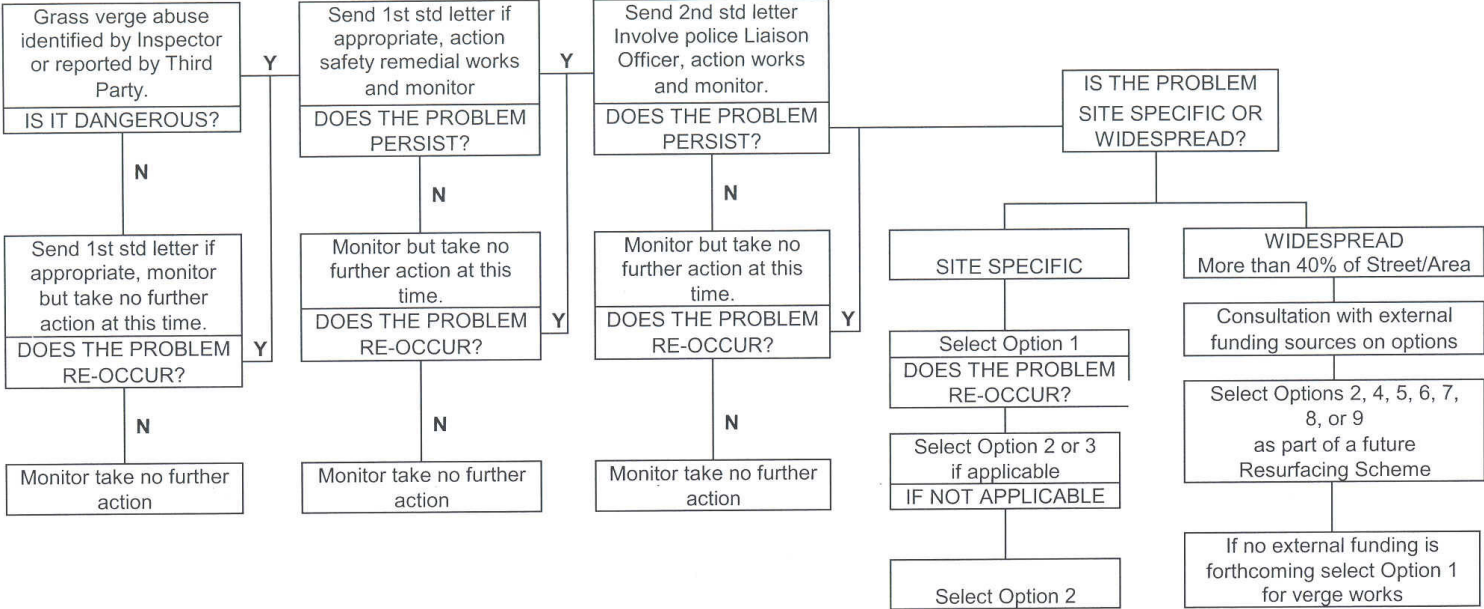 Grass verge abuse
identified by Inspector
or reported by Third
Party.
IS IT DANGEROUS?
Y
N
Send 1st std letter if
appropriate, monitor
but take no further
action at this time.
DOES THE PROBLEM
RE-OCCUR?
Y
N
Monitor take no further
action
Send 1st std letter if
appropriate, action
safety remedial works
and monitor
DOES THE PROBLEM
PERSIST?
Y
N
Monitor but take no
further action at this
time.
DOES THE PROBLEM
RE-OCCUR?
Y
N
Monitor take no further
action
Send 2nd std letter
Involve police Liaison
Officer, action works
and monitor.
DOES THE PROBLEM
PERSIST?
N
Monitor but take no
further action at this
time.
DOES THE PROBLEM
RE-OCCUR?
Y
N
Monitor take no further
action
IS THE PROBLEM
SITE SPECIFIC OR
WIDESPREAD?
SITE SPECIFIC
Select Option 1
DOES THE PROBLEM
RE-OCCUR?
Select Option 2 or 3
if applicable
IF NOT APPLICABLE
Select Option 2
WIDESPREAD
More than 40% of Street/Area
Consultation with external
funding sources on options
Select Options 2, 4, 5, 6, 7,
8, or 9
as part of a future
Resurfacing Scheme
If no external funding is
forthcoming select Option 1
for verge works